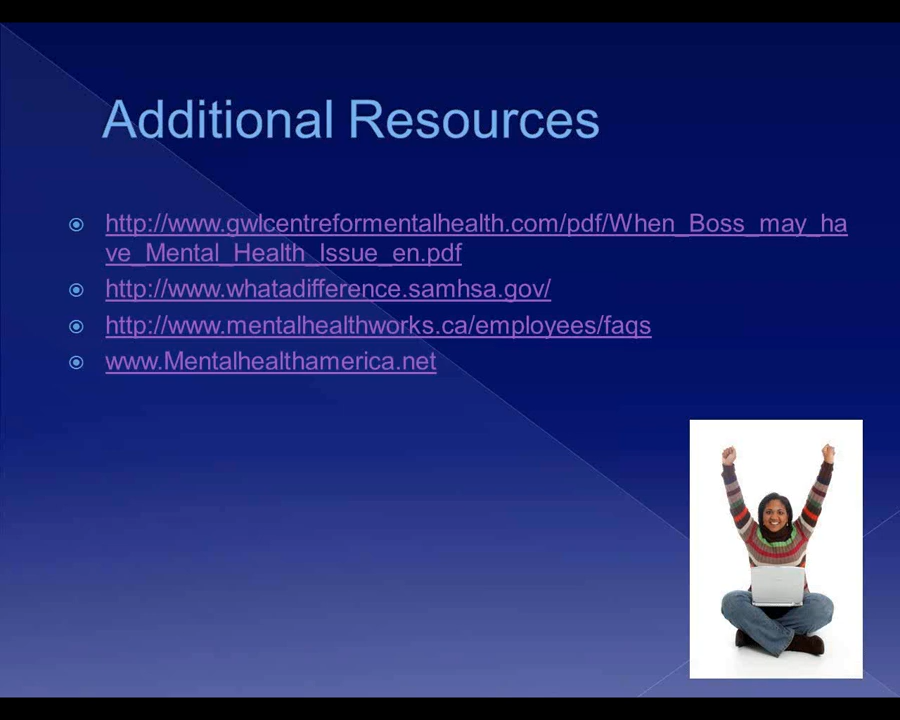 Additional Resources
http://www.gwlcentreformentalhealth.com/pdf/When_Boss_may_ha
ve_Mental_Health_Issue_en.pdf
http://www.whatadifference.samhsa.gov/
http://www.mentalhealthworks.ca/employees/faqs
www.Mentalhealthamerica.net